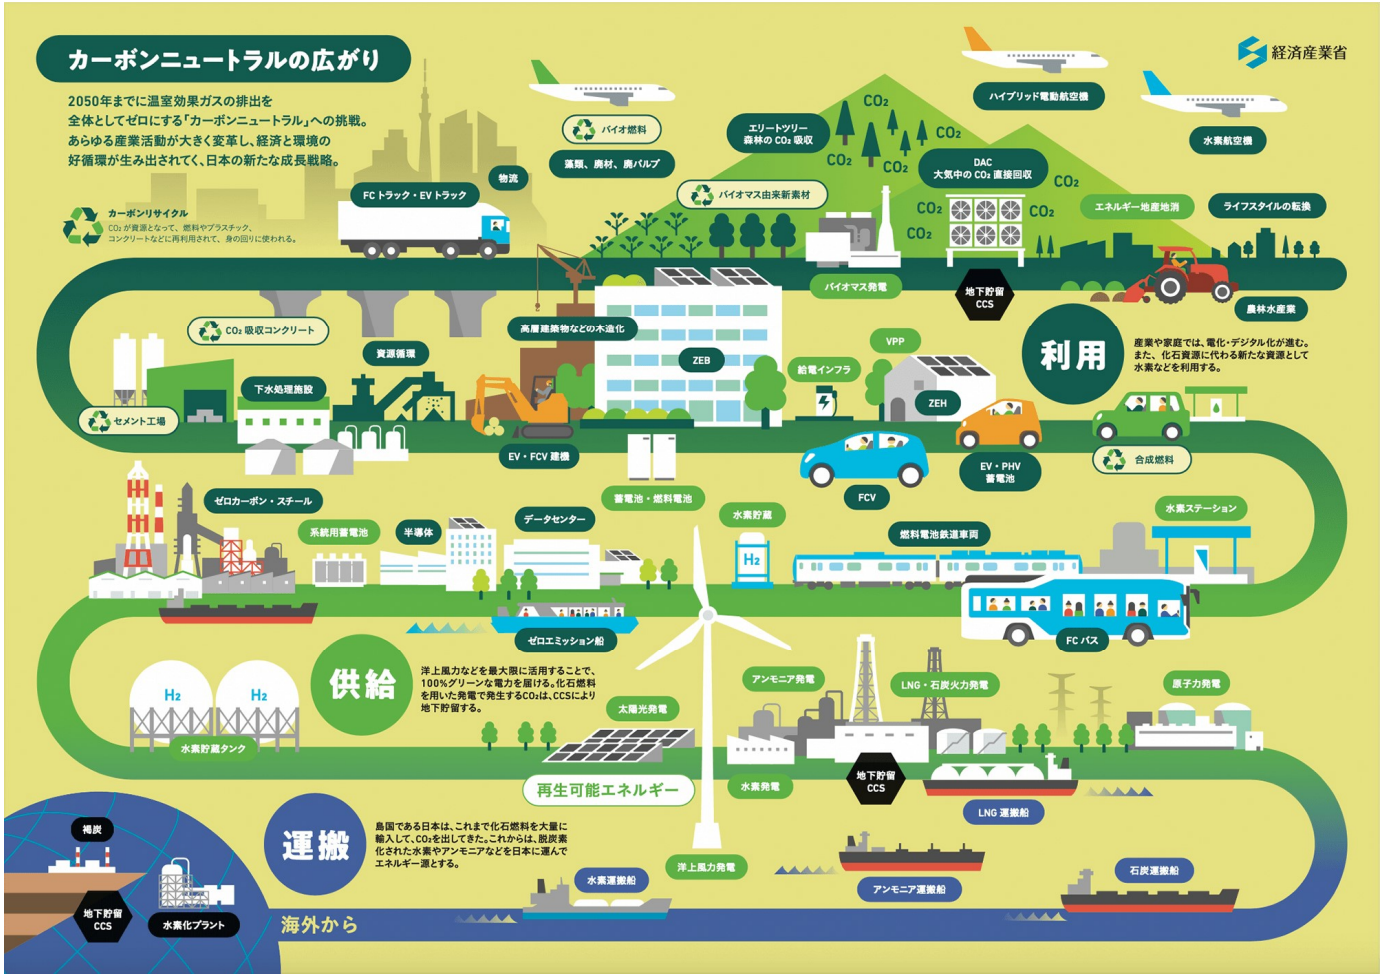 カーボンニュートラルの広がり
2050年までに温室効果ガスの排出を
全体としてゼロにする「カーボンニュートラル」への挑戦。
あらゆる産業活動が大きく変革し、経済と環境の
好循環が生み出されてく、日本の新たな成長戦略。
経済産業省
バイオ燃料
藻類、廃材、廃パルプ
ハイブリッド電動航空機
水素航空機
エリートツリー
森林のCO₂吸収
CO₂
CO₂
CO₂
CO₂
DAC
大気中のCO₂直接回収
CO₂
CO₂
CO₂
CO₂
物流
FCトラック・EVトラック
バイオマス由来新素材
エネルギー地産地消
ライフスタイルの転換
カーボンリサイクル
CO₂が資源となって、燃料やプラスチック、
コンクリートなどに再利用されて、身の回りに使われる。
バイオマス発電
地下貯留
CCS
農林水産業
CO₂吸収コンクリート
資源循環
高層建築物などの木造化
ZEB
給電インフラ
VPP
ZEH
利用
産業や家庭では、電化・デジタル化が進む。
また、化石資源に代わる新たな資源として
水素などを利用する。
下水処理施設
セメント工場
EV・FCV建機
蓄電池・燃料電池
FCV
EV・PHV
蓄電池
合成燃料
ゼロカーボン・スチール
系統用蓄電池
半導体
データセンター
水素貯蔵
H₂
燃料電池鉄道車両
水素ステーション
ゼロエミッション船
FCバス
H₂
H₂
水素貯蔵タンク
供給
洋上風力などを最大限に活用することで、
100%グリーンな電力を届ける。化石燃料
を用いた発電で発生するCO₂は、CCSにより
地下貯留する。
太陽光発電
アンモニア発電
LNG・石炭火力発電
原子力発電
再生可能エネルギー
水素発電
地下貯留
CCS
LNG運搬船
運搬
島国である日本は、これまで化石燃料を大量に
輸入して、CO₂を出してきた。これからは、脱炭素
化された水素やアンモニアなどを日本に運んで
エネルギー源とする。
褐炭
地下貯留
CCS
水素化プラント
海外から
水素運搬船
洋上風力発電
アンモニア運搬船
石炭運搬船